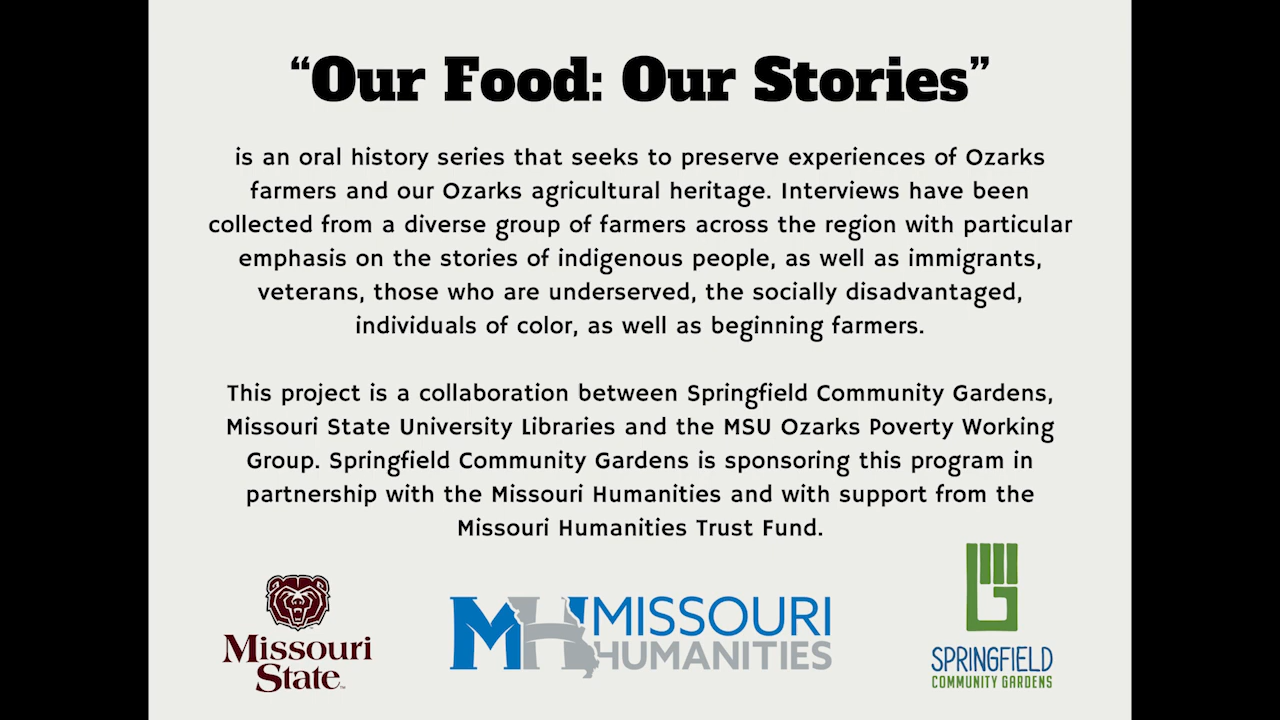 “Our Food: Our Stories”
is an oral history series that seeks to preserve experiences of Ozarks
farmers and our Ozarks agricultural heritage. Interviews have been
collected from a diverse group of farmers across the region with particular
emphasis on the stories of indigenous people, as well as immigrants,
veterans, those who are underserved, the socially disadvantaged,
individuals of color, as well as beginning farmers.
This project is a collaboration between Springfield Community Gardens,
Missouri State University Libraries and the MSU Ozarks Poverty Working
Group. Springfield Community Gardens is sponsoring this program in
partnership with the Missouri Humanities and with support from the
Missouri Humanities Trust Fund.
Missouri
State™
MH MISSOURI
HUMANITIES
SPRINGFIELD
COMMUNITY GARDENS